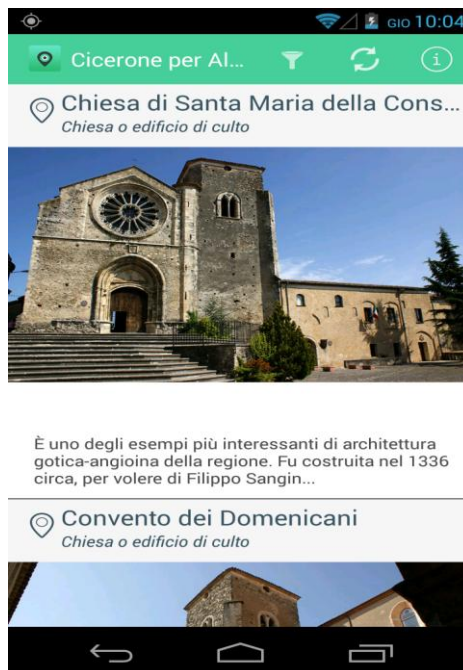 GIO 10:04
Cicerone per Al...
Chiesa di Santa Maria della Cons...
Chiesa o edificio di culto
È uno degli esempi più interessanti di architettura
gotica-angioina della regione. Fu costruita nel 1336
circa, per volere di Filippo Sangin...
Convento dei Domenicani
Chiesa o edificio di culto